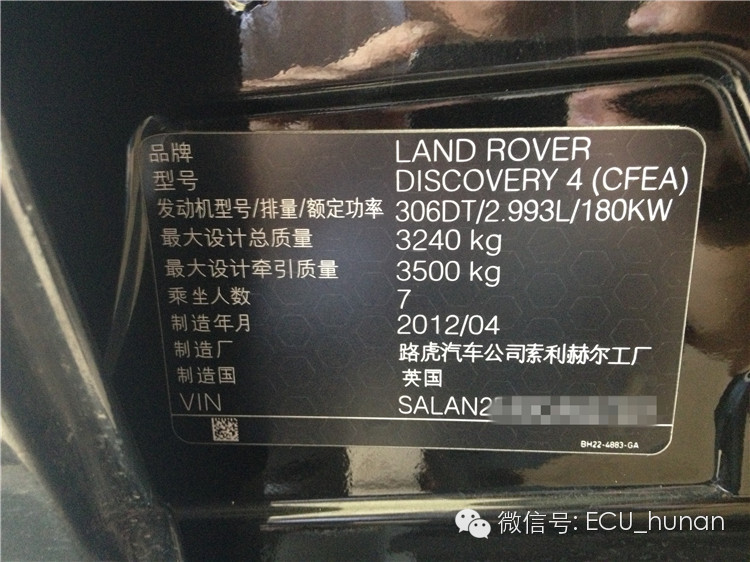 品牌 LAND ROVER
型号 DISCOVERY 4 (CFEA)
发动机型号/排量/额定功率 306DT/2.993L/180KW
最大设计总质量 3240 kg
最大设计牵引质量 3500 kg
乘坐人数 7
制造年月 2012/04
制造厂 路虎汽车公司索利赫尔工厂
制造国 英国
VIN SALAN2
BH22-4883-GA
微信号: ECU_hunan